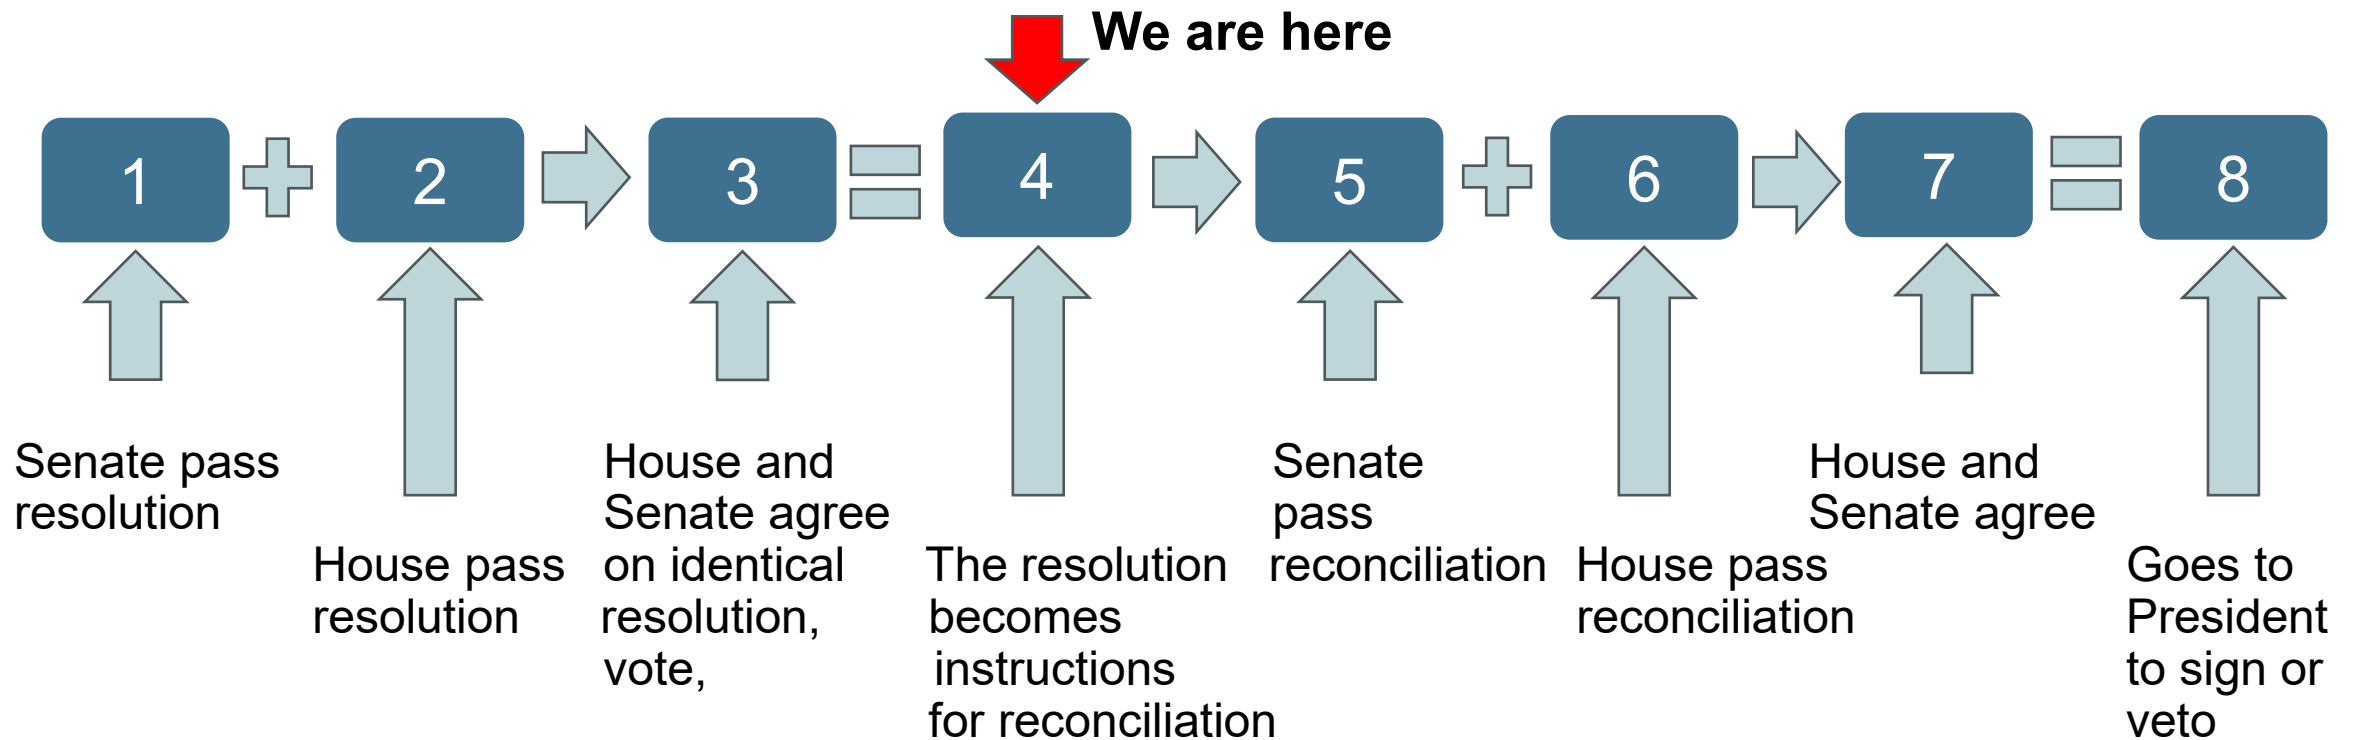 We are here
1
2
3
4
5
6
7
8
Senate pass
resolution
House pass
resolution
House and
Senate agree
on identical
resolution,
vote,
The resolution
becomes
instructions
for reconciliation
Senate
pass
reconciliation
House pass
reconciliation
House and
Senate agree
Goes to
President
to sign or
veto